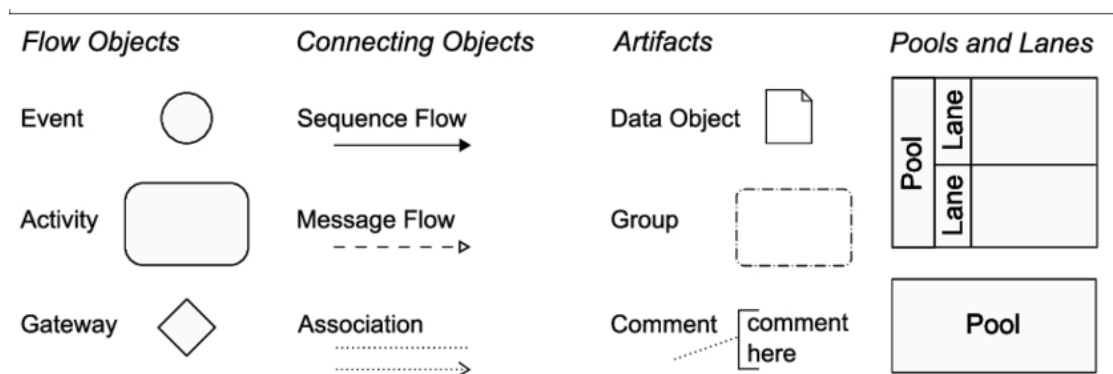 Flow Objects
Connecting Objects
Artifacts
Pools and Lanes
Event
Sequence Flow
Data Object
Pool
Lane
Lane
Activity
Message Flow
Group
Gateway
Association
Comment
comment
here
Pool